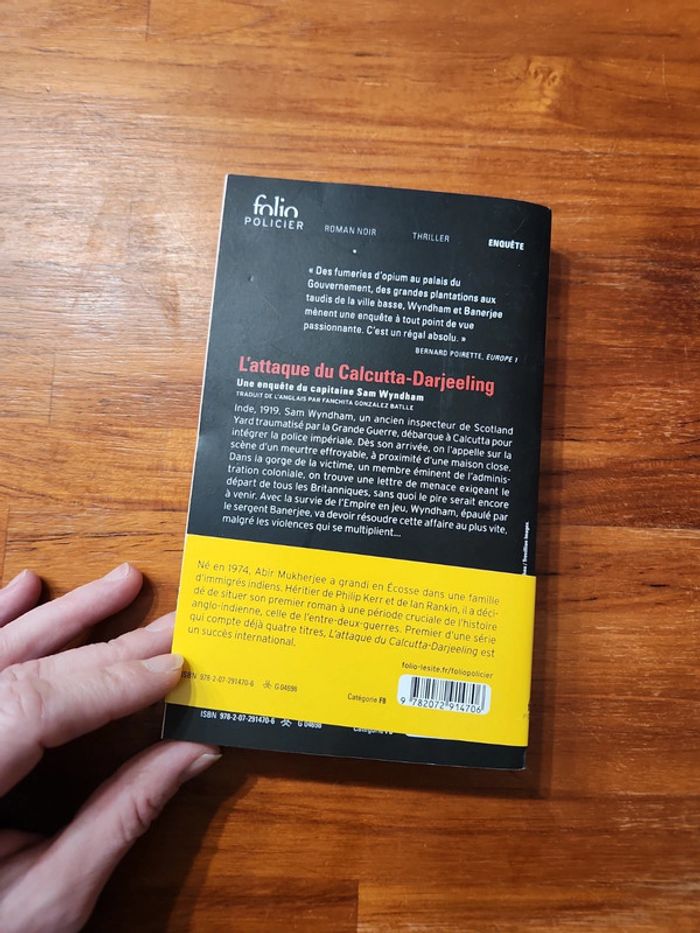 folio
POLICIER
ROMAN NOIR THRILLER ENQUÊTE
« Des fumeries d'opium au palais du
Gouvernement, des grandes plantations aux
taudis de la ville basse, Wyndham et Banerjee
mènent une enquête à tout point de vue
passionnante. C'est un régal absolu. »
BERNARD POIRETTE, EUROPE 1
L'attaque du Calcutta-Darjeeling
Une enquête du capitaine Sam Wyndham
TRADUIT DE L'ANGLAIS PAR FANCHITA GONZALEZ BATLLE
Inde, 1919. Sam Wyndham, un ancien inspecteur de Scotland
Yard traumatisé par la Grande Guerre, débarque à Calcutta pour
intégrer la police impériale. Dès son arrivée, on l'appelle sur la
scène d'un meurtre effroyable, à proximité d'une maison close.
Dans la gorge de la victime, un membre éminent de l'adminis-
tration coloniale, on trouve une lettre de menace exigeant le
départ de tous les Britanniques, sans quoi le pire serait encore
à venir. Avec la survie de l'Empire en jeu, Wyndham, épaulé par
le sergent Banerjee, va devoir résoudre cette affaire au plus vite,
malgré les violences qui se multiplient...
/ Trevillion Images.
Né en 1974, Abir Mukherjee a grandi en Écosse dans une famille
d'immigrés indiens. Héritier de Philip Kerr et de Ian Rankin, il a déci-
dé de situer son premier roman à une période cruciale de l'histoire
anglo-indienne, celle de l'entre-deux-guerres. Premier d'une série
qui compte déjà quatre titres, L'attaque du Calcutta-Darjeeling est
un succès international.
folio-lesite.fr/foliopolicier
ISBN 978-2-07-291470-6 G 04698 Catégorie F8
9 782072 914706
ISBN 978-2-07-291470-6 G 04698 Catégorie F8